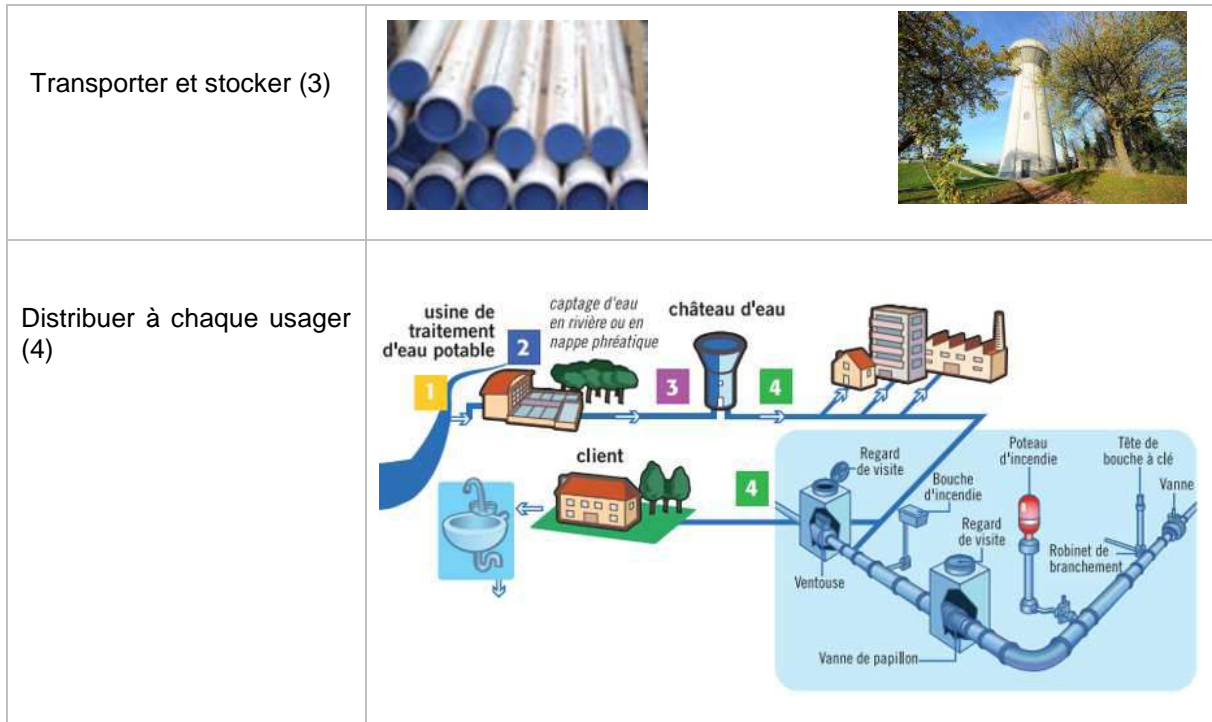 Transporter et stocker (3)
Distribuer à chaque usager
(4)
usine de
traitement
d'eau potable
captage d'eau
en rivière ou en
nappe phréatique
château d'eau
1
2
3
4
client
4
Regard
de visite
Bouche
d'incendie
Poteau
d'incendie
Tête de
bouche à clé
Vanne
Regard
de visite
Robinet de
branchement
Ventouse
Vanne de papillon